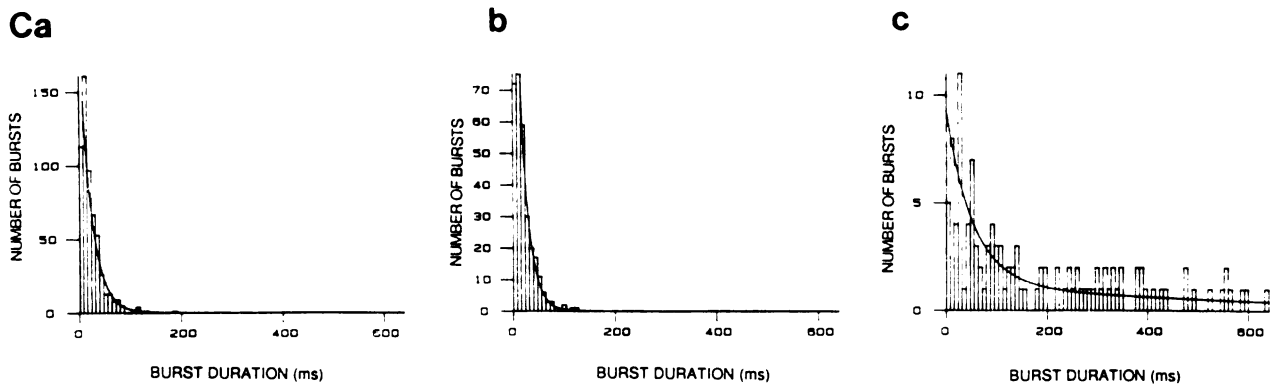 Ca
b
c
150
100
50
0
NUMBER OF BURSTS
0 200 400 600
BURST DURATION (ms)
70
60
50
40
30
20
10
0
NUMBER OF BURSTS
0 200 400 600
BURST DURATION (ms)
10
5
0
NUMBER OF BURSTS
0 200 400 600
BURST DURATION (ms)